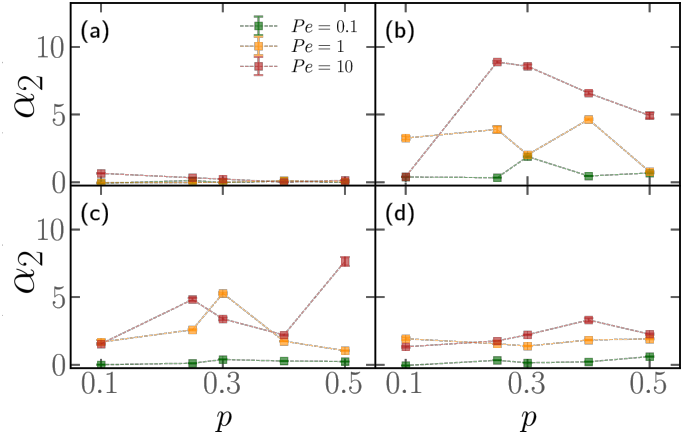 (a)
Pe = 0.1
Pe = 1
Pe = 10
(b)
α₂
10
5
0
(c)
(d)
α₂
10
5
0
0.1 0.3 0.5
0.1 0.3 0.5
p
p